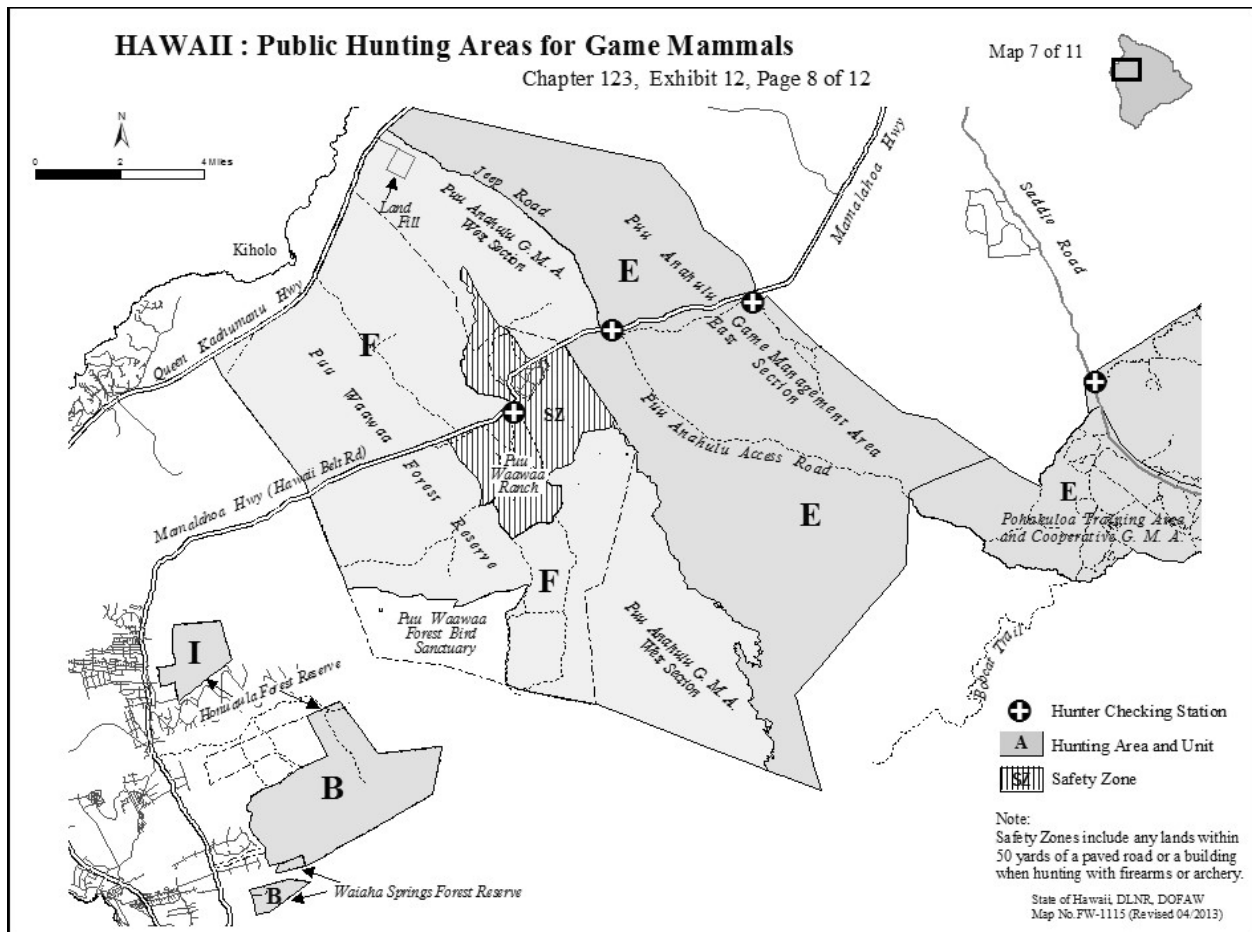 HAWAII : Public Hunting Areas for Game Mammals
Chapter 123, Exhibit 12, Page 8 of 12
Map 7 of 11
N
0 2 4 Miles
Land
Fill
Jeep Road
Puu Anahulu G. M. A.
West Section
Kiholo
Queen Kaahumanu Hwy
Mamalahoa Hwy
Saddle Road
E
Puu Anahulu Game Management Area
East Section
F
Puu Waawaa Forest Reserve
SZ
Puu
Waawaa
Ranch
Puu Anahulu Access Road
Mamalahoa Hwy (Hawaii Belt Rd)
E
E
Pohakuloa Training Area
and Cooperative G. M. A.
F
Puu Waawaa
Forest Bird
Sanctuary
Puu Anahulu G. M. A.
West Section
Bobcat Trail
I
Honuaula Forest Reserve
B
B
Waiaha Springs Forest Reserve
Hunter Checking Station
A Hunting Area and Unit
SZ Safety Zone
Note:
Safety Zones include any lands within
50 yards of a paved road or a building
when hunting with firearms or archery.
State of Hawaii, DLNR, DOFAW
Map No.FW-1115 (Revised 04/2013)